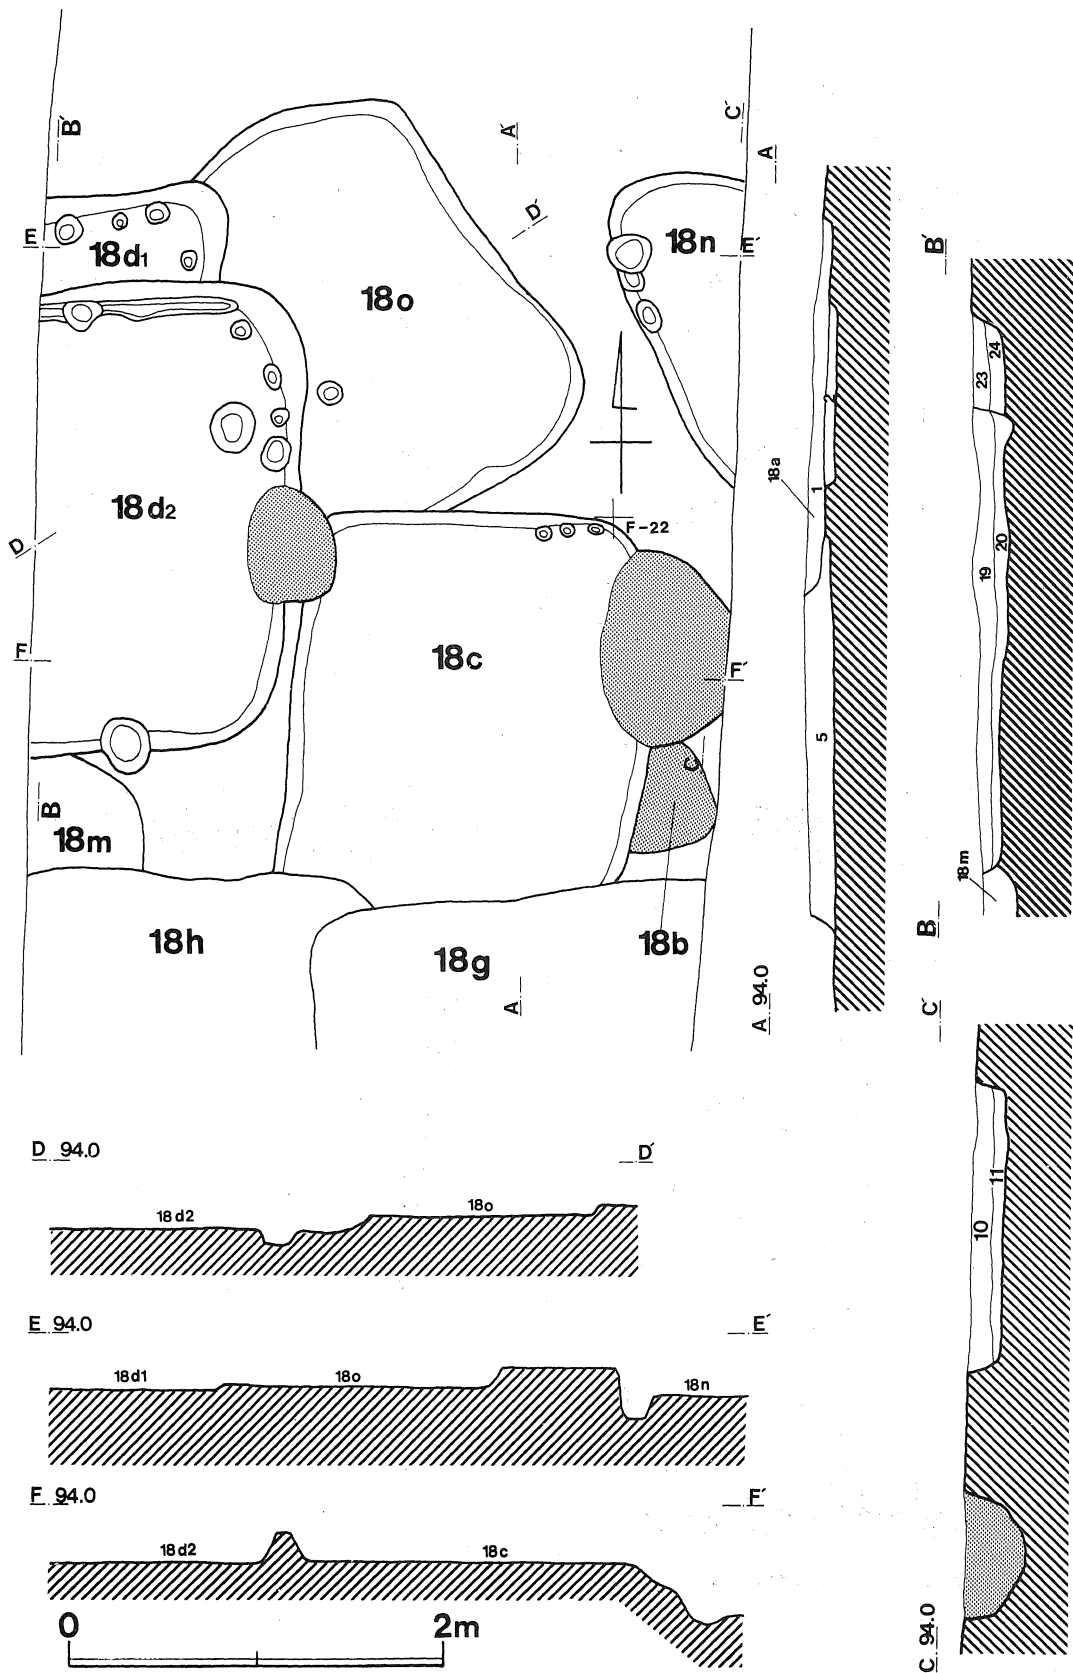 B′
A′
C′
A
D′
E
18d1
18n
E′
18o
18a
2
1
B′
24
23
18d2
F-22
D
20
19
F
18c
F′
5
C
B
18m
18m
18h
18g
18b
A
A 94.0
B
C′
D 94.0
D′
18d2
18o
11
10
E 94.0
E′
18d1
18o
18n
F 94.0
F′
18d2
18c
C 94.0
0
2m